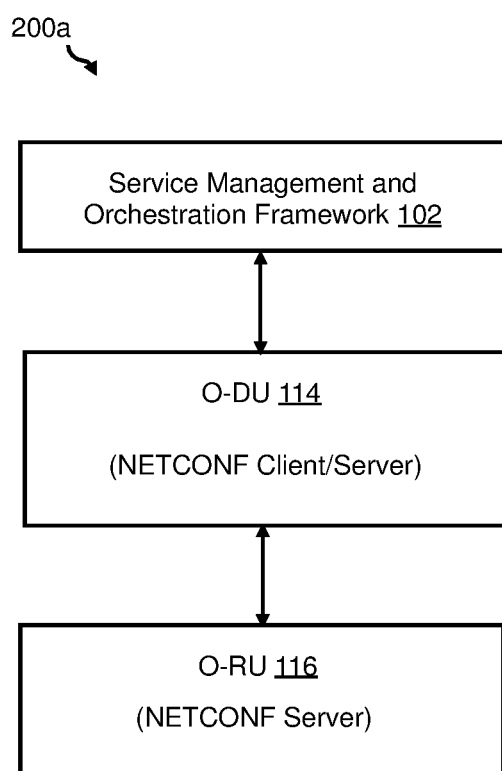 200a
Service Management and
Orchestration Framework 102
O-DU 114
(NETCONF Client/Server)
O-RU 116
(NETCONF Server)